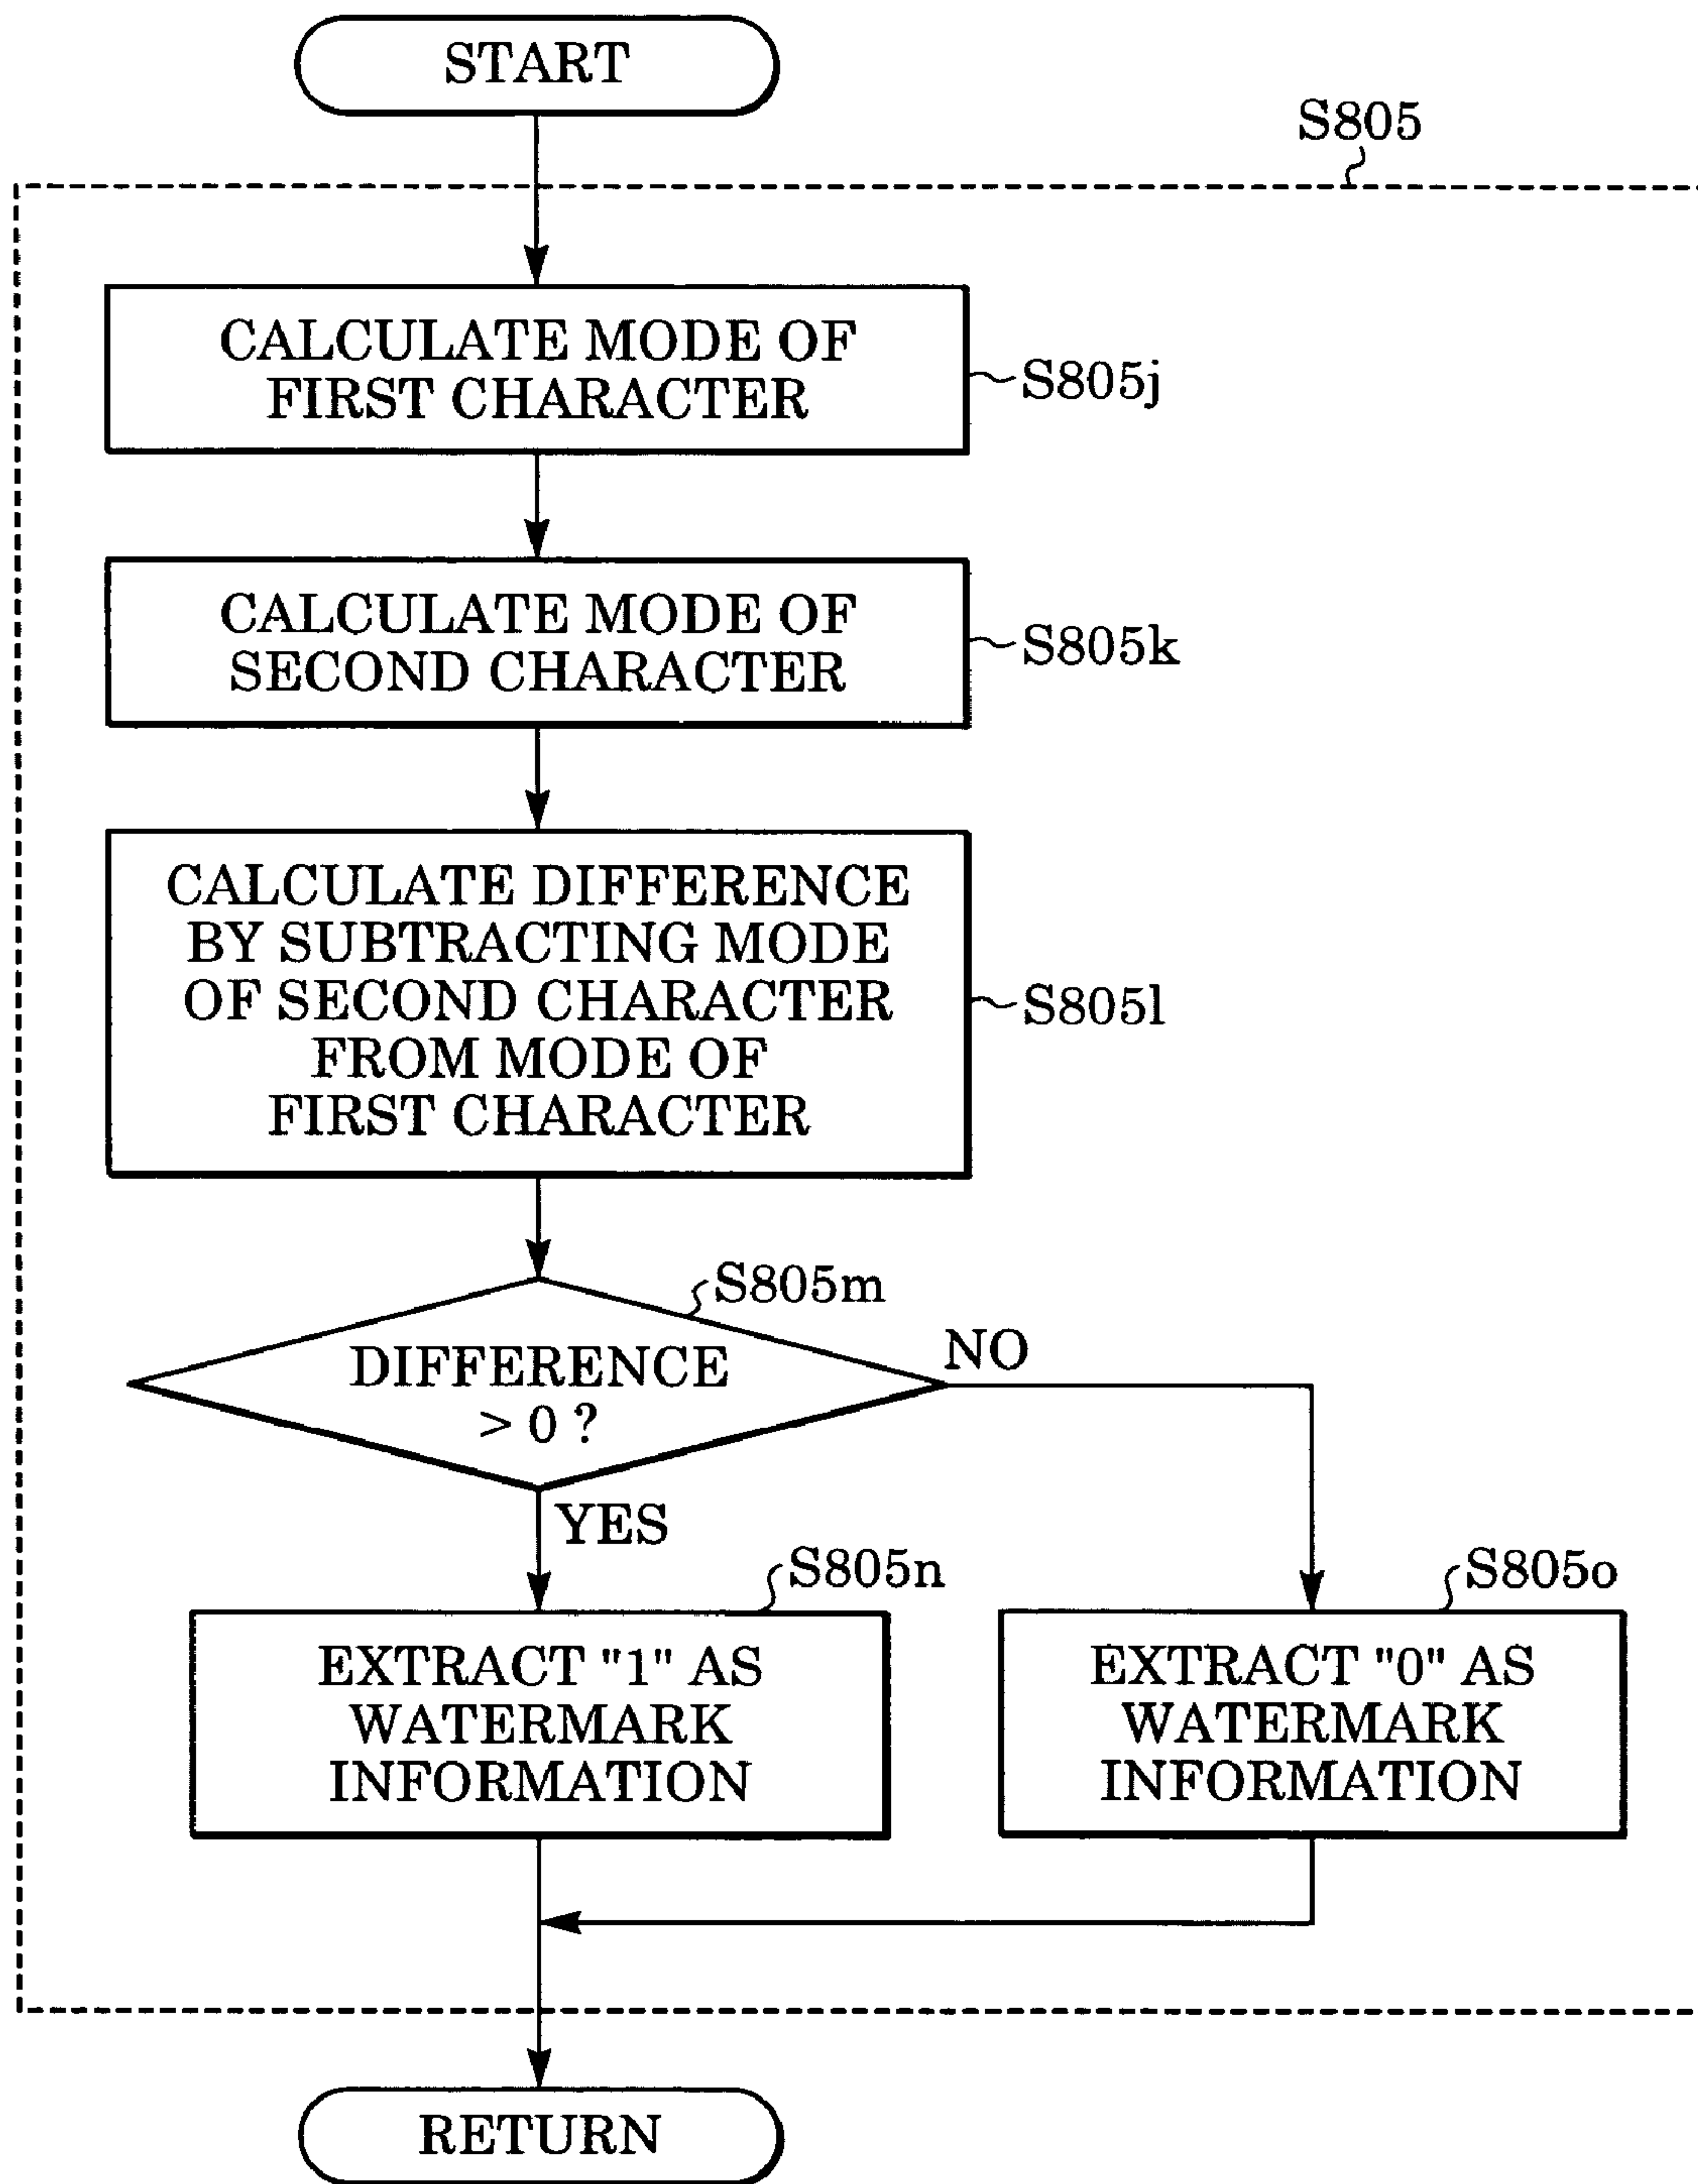 START
S805
CALCULATE MODE OF
FIRST CHARACTER
S805j
CALCULATE MODE OF
SECOND CHARACTER
S805k
CALCULATE DIFFERENCE
BY SUBTRACTING MODE
OF SECOND CHARACTER
FROM MODE OF
FIRST CHARACTER
S805l
S805m
DIFFERENCE
> 0 ?
NO
YES
S805n
EXTRACT "1" AS
WATERMARK
INFORMATION
S805o
EXTRACT "0" AS
WATERMARK
INFORMATION
RETURN